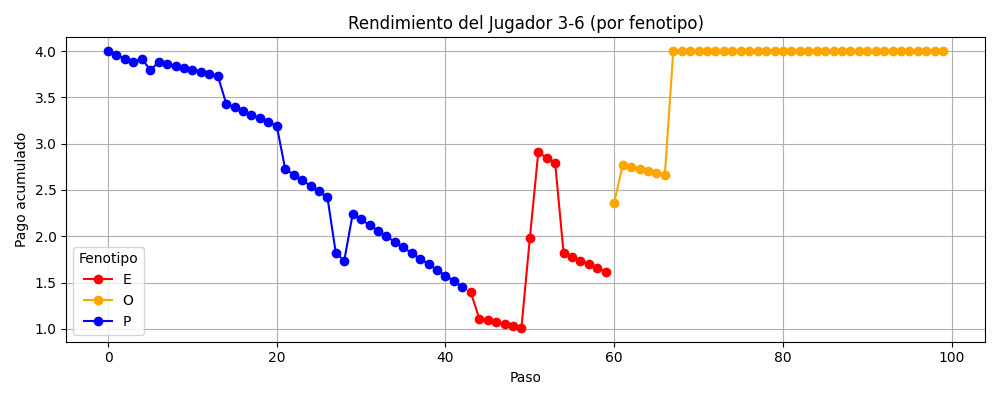 Rendimiento del Jugador 3-6 (por fenotipo)
Pago acumulado
4.0
3.5
3.0
2.5
2.0
1.5
1.0
Fenotipo
E
O
P
0 20 40 60 80 100
Paso